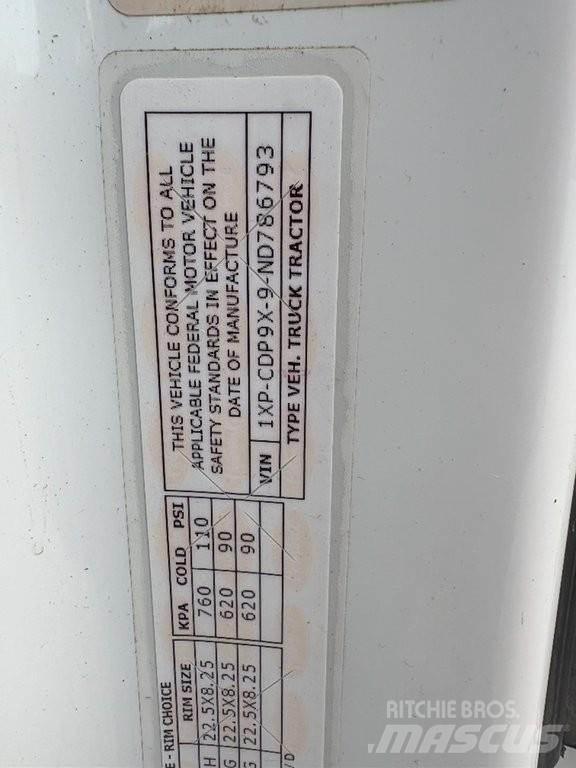 THIS VEHICLE CONFORMS TO ALL
APPLICABLE FEDERAL MOTOR VEHICLE
SAFETY STANDARDS IN EFFECT ON THE
DATE OF MANUFACTURE
VIN 1XP-CDP9X-9-ND786793
TYPE VEH. TRUCK TRACTOR
E - RIM CHOICE
RIM SIZE KPA COLD PSI
H 22.5X8.25 760 110
G 22.5X8.25 620 90
G 22.5X8.25 620 90
RITCHIE BROS.
MASCUS